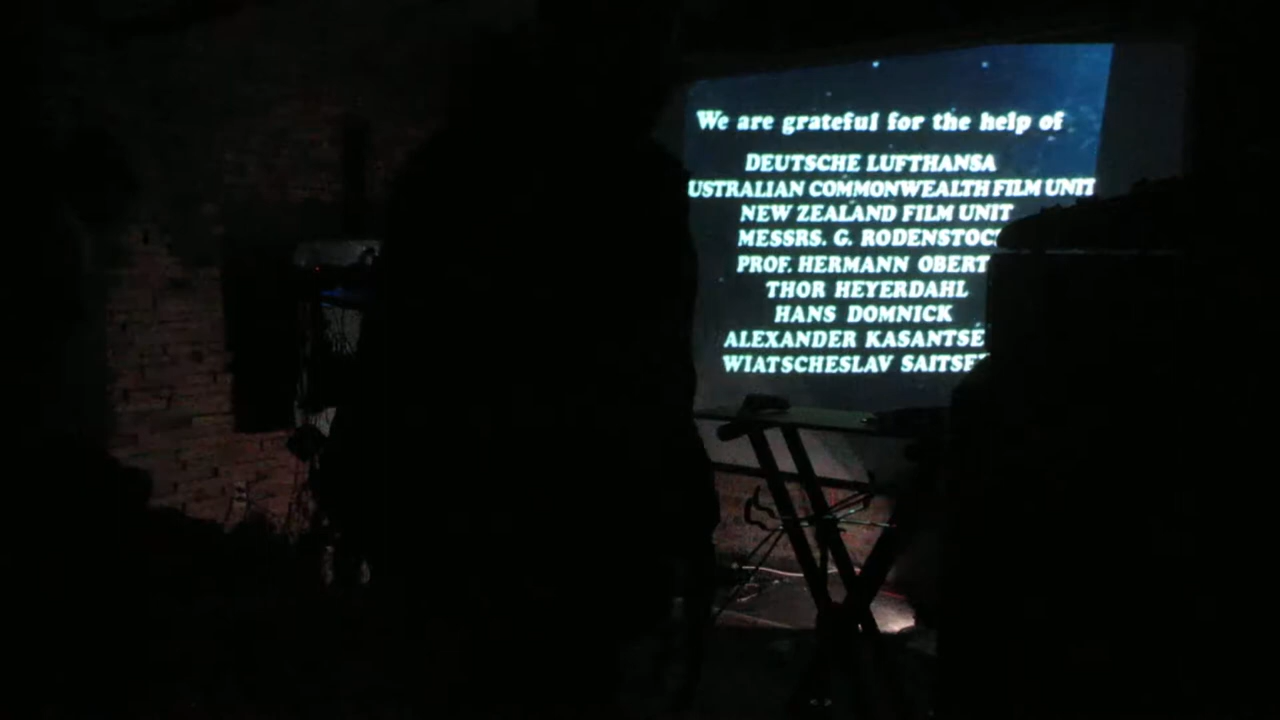 We are grateful for the help of
DEUTSCHE LUFTHANSA
USTRALIAN COMMONWEALTH FILM UNIT
NEW ZEALAND FILM UNIT
MESSRS. G. RODENSTOC
PROF. HERMANN OBERT
THOR HEYERDAHL
HANS DOMNICK
ALEXANDER KASANTSE
WIATSCHESLAV SAITSE